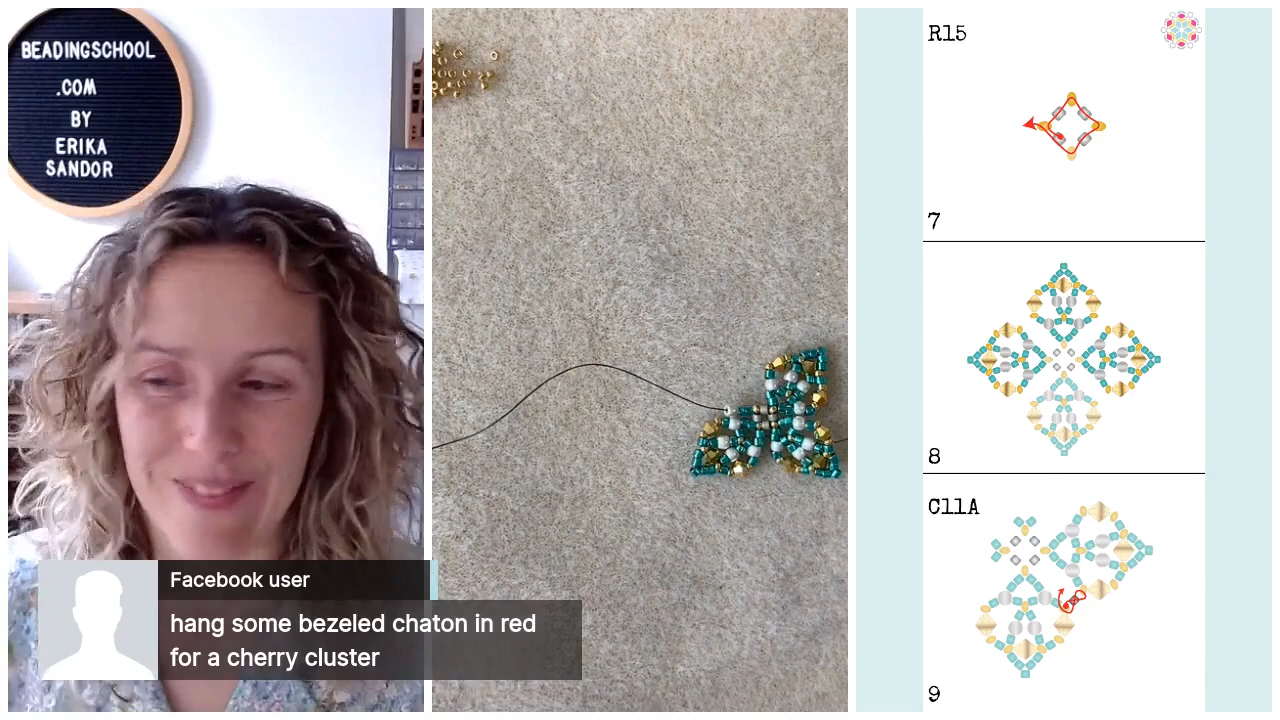 BEADINGSCHOOL
.COM
BY
ERIKA
SANDOR
Facebook user
hang some bezeled chaton in red
for a cherry cluster
R15
7
8
C11A
9